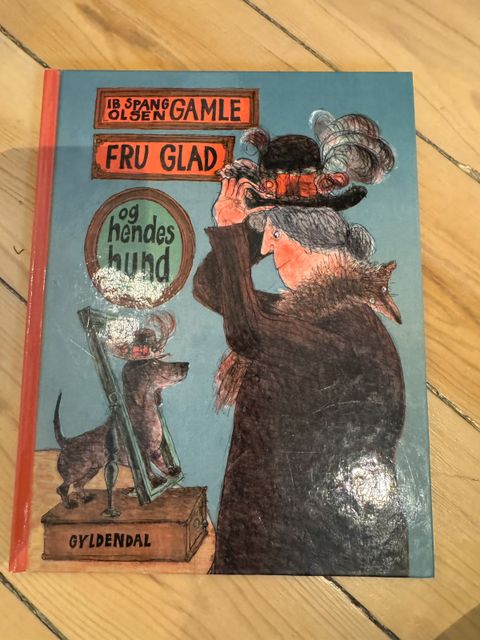 IB SPANG OLSEN GAMLE
FRU GLAD
og
hendes
hund
GYLDENDAL